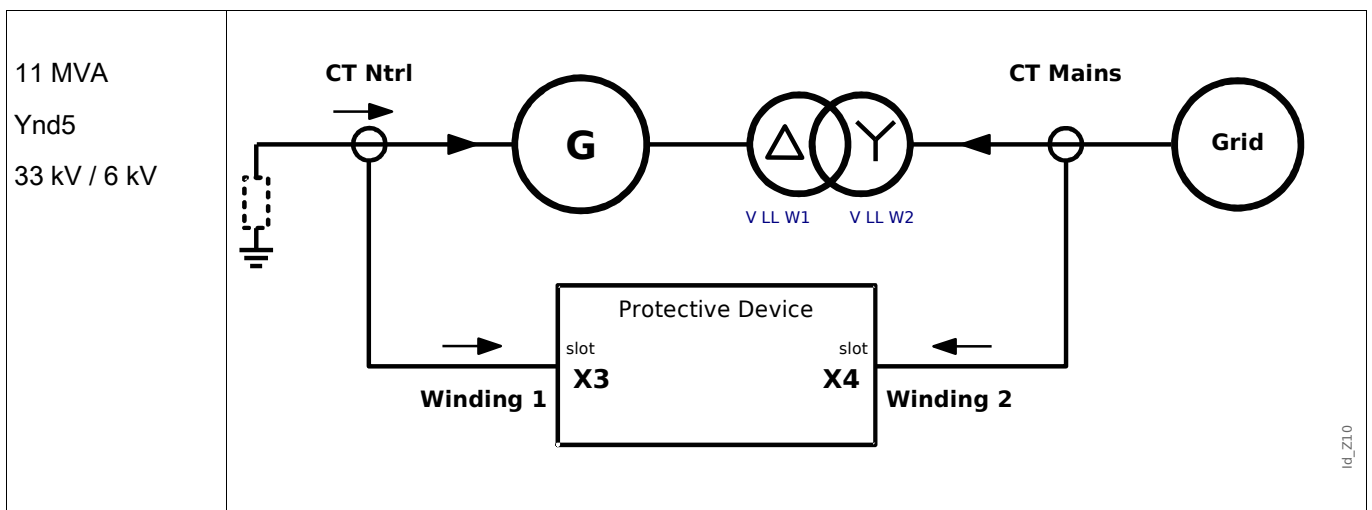 11 MVA
Ynd5
33 kV / 6 kV
CT Ntrl
CT Mains
G
Grid
V LL W1
V LL W2
Protective Device
slot
slot
X3
X4
Winding 1
Winding 2
Id_Z10